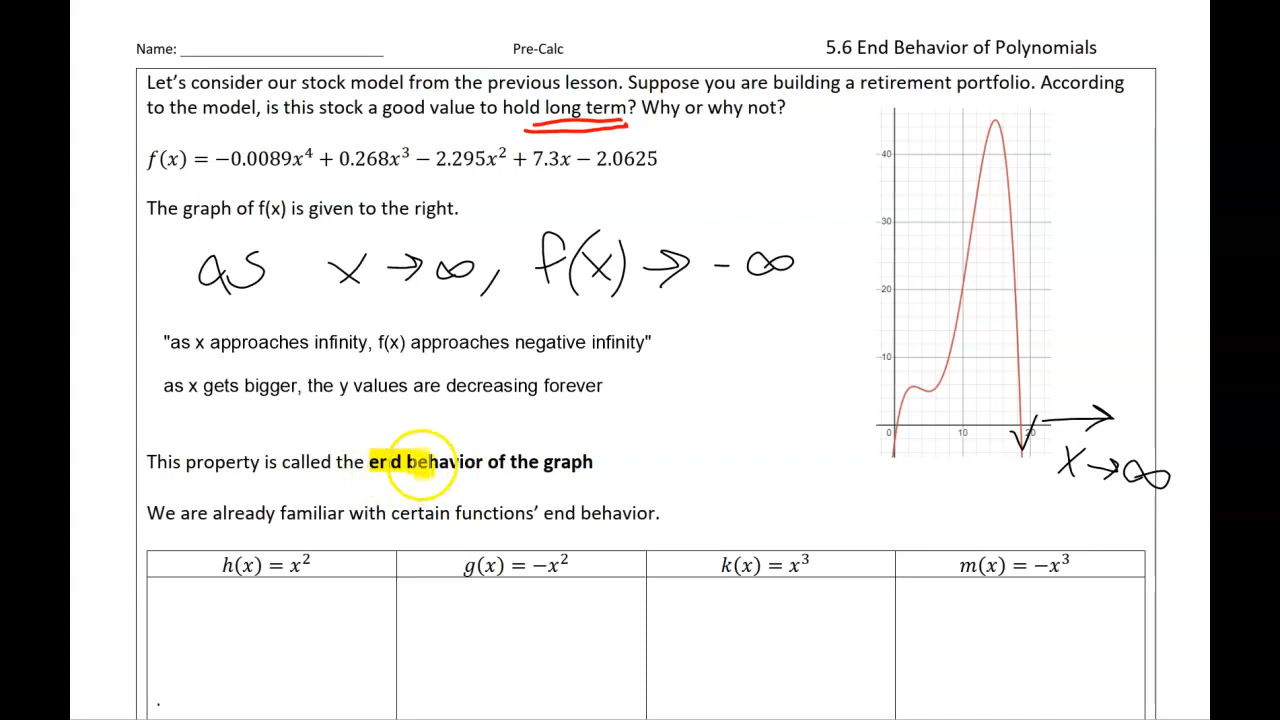 Name: ____________________ Pre-Calc 5.6 End Behavior of Polynomials
Let's consider our stock model from the previous lesson. Suppose you are building a retirement portfolio. According
to the model, is this stock a good value to hold long term? Why or why not?
f(x) = −0.0089x⁴ + 0.268x³ − 2.295x² + 7.3x − 2.0625
The graph of f(x) is given to the right.
as x → ∞, f(x) → - ∞
"as x approaches infinity, f(x) approaches negative infinity"
as x gets bigger, the y values are decreasing forever
40
30
20
10
0 10 20
x → ∞
This property is called the end behavior of the graph
We are already familiar with certain functions' end behavior.
h(x) = x² g(x) = −x² k(x) = x³ m(x) = −x³